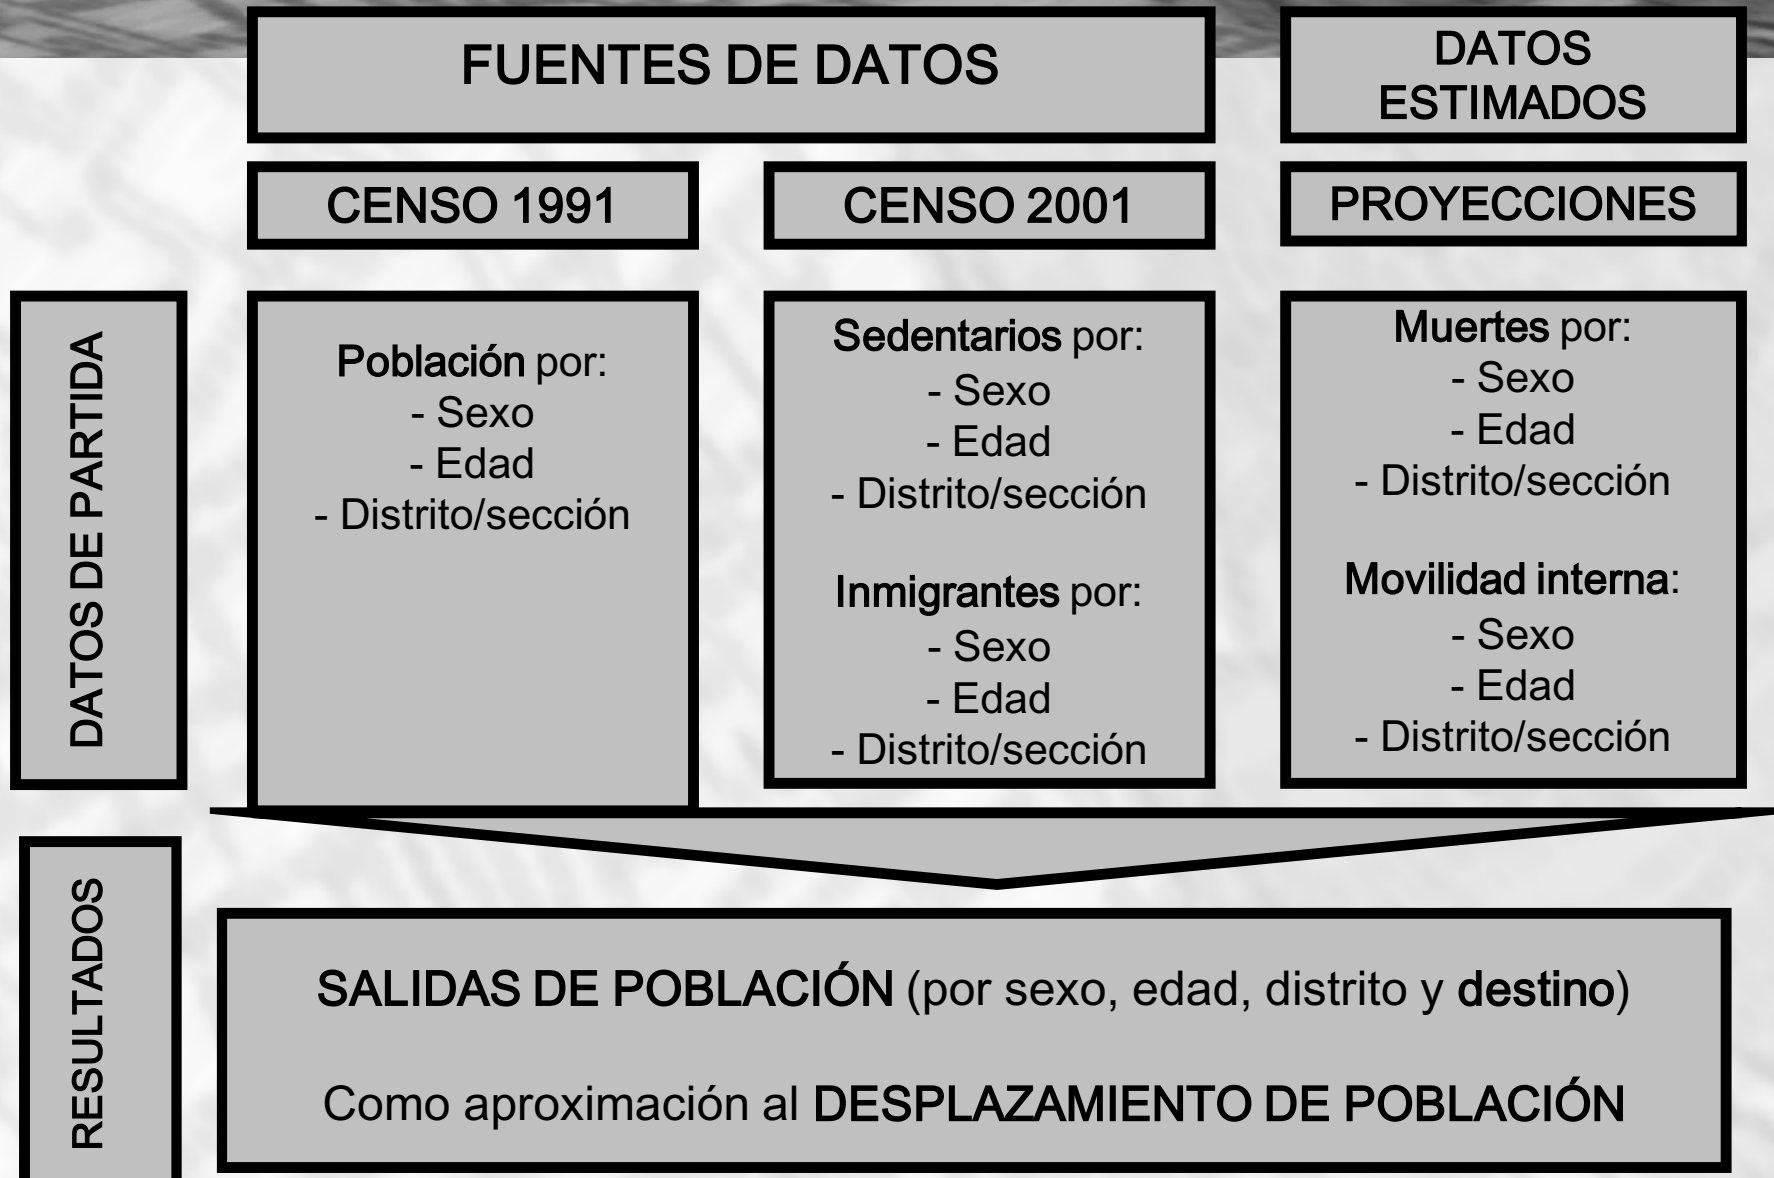 FUENTES DE DATOS
DATOS
ESTIMADOS
CENSO 1991
CENSO 2001
PROYECCIONES
DATOS DE PARTIDA
Población por:
- Sexo
- Edad
- Distrito/sección
Sedentarios por:
- Sexo
- Edad
- Distrito/sección
Inmigrantes por:
- Sexo
- Edad
- Distrito/sección
Muertes por:
- Sexo
- Edad
- Distrito/sección
Movilidad interna:
- Sexo
- Edad
- Distrito/sección
RESULTADOS
SALIDAS DE POBLACIÓN (por sexo, edad, distrito y destino)
Como aproximación al DESPLAZAMIENTO DE POBLACIÓN